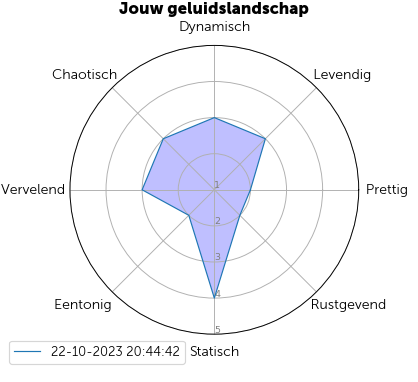 Jouw geluidslandschap
Dynamisch
Chaotisch
Levendig
Vervelend
1
Prettig
2
3
4
Eentonig
Rustgevend
5
22-10-2023 20:44:42
Statisch